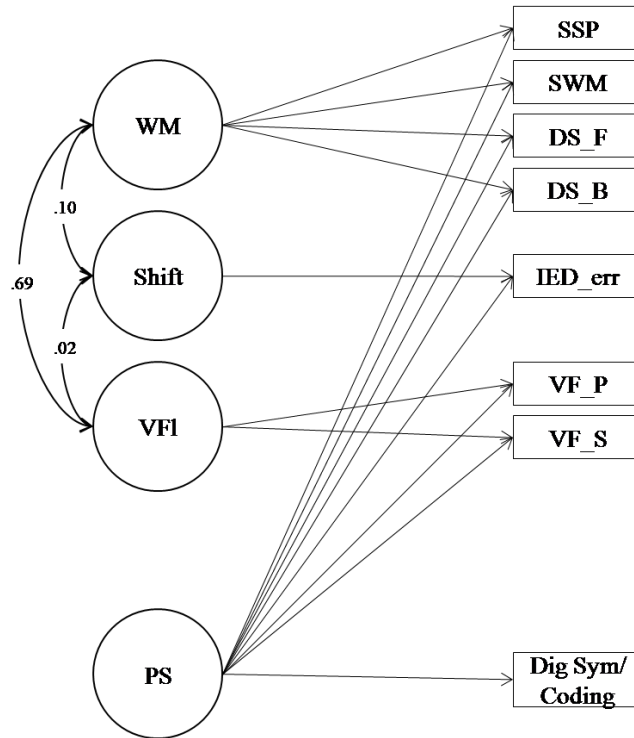 SSP
WM
SWM
DS_F
DS_B
.10
Shift
IED_err
.69
.02
VF_P
VFl
VF_S
PS
Dig Sym/
Coding